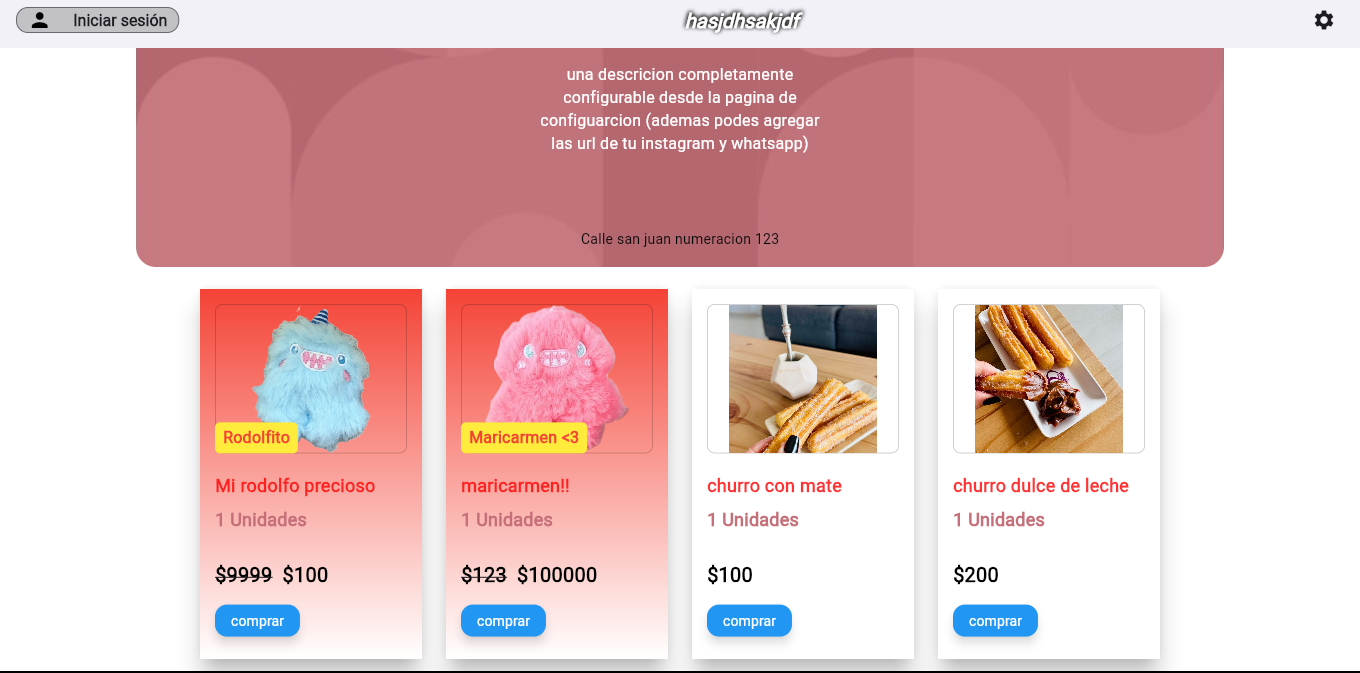 Iniciar sesión
hasjdhsakjdf
una descricion completamente
configurable desde la pagina de
configuarcion (ademas podes agregar
las url de tu instagram y whatsapp)
Calle san juan numeracion 123
Rodolfito
Mi rodolfo precioso
1 Unidades
$9999 $100
comprar
Maricarmen <3
maricarmen!!
1 Unidades
$123 $100000
comprar
churro con mate
1 Unidades
$100
comprar
churro dulce de leche
1 Unidades
$200
comprar